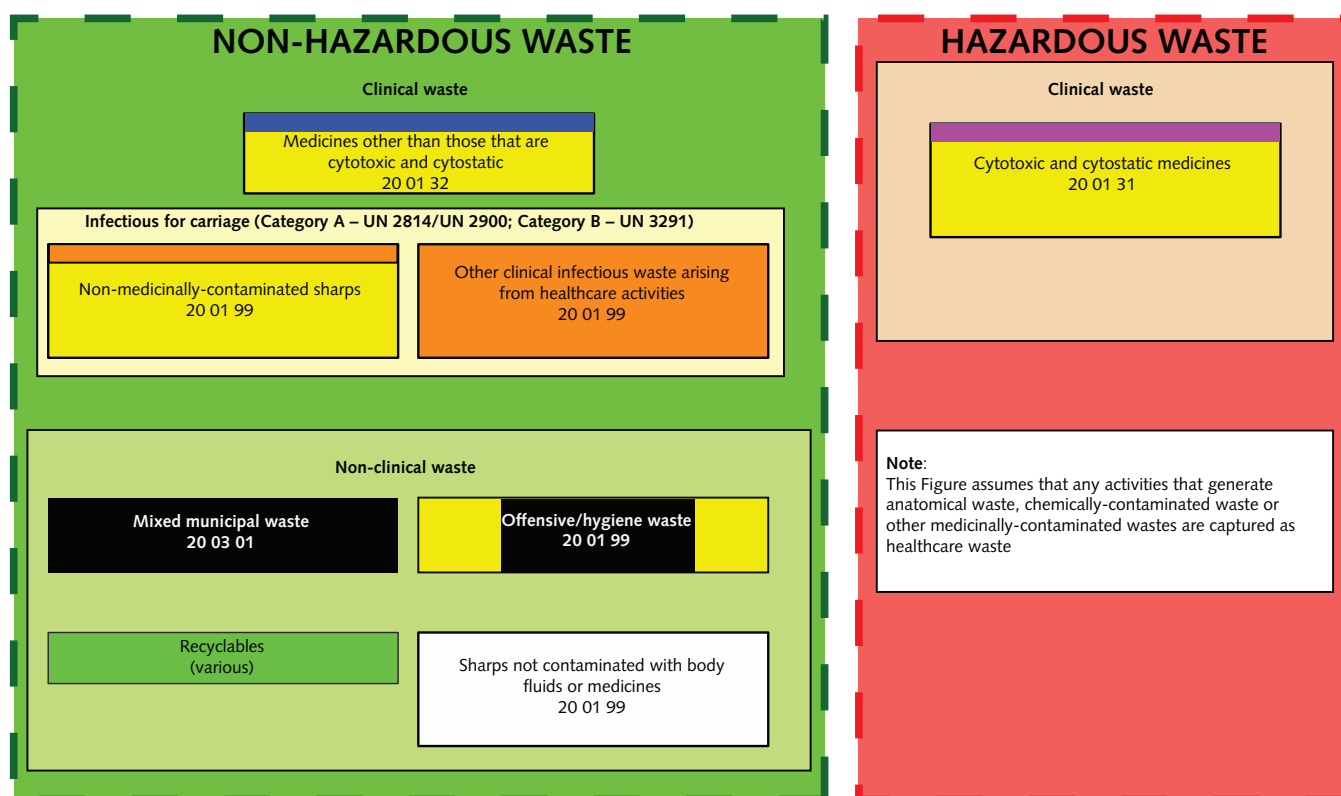 NON-HAZARDOUS WASTE
Clinical waste
Medicines other than those that are
cytotoxic and cytostatic
20 01 32
Infectious for carriage (Category A – UN 2814/UN 2900; Category B – UN 3291)
Non-medicinally-contaminated sharps
20 01 99
Other clinical infectious waste arising
from healthcare activities
20 01 99
Non-clinical waste
Mixed municipal waste
20 03 01
Offensive/hygiene waste
20 01 99
Recyclables
(various)
Sharps not contaminated with body
fluids or medicines
20 01 99
HAZARDOUS WASTE
Clinical waste
Cytotoxic and cytostatic medicines
20 01 31
Note:
This Figure assumes that any activities that generate
anatomical waste, chemically-contaminated waste or
other medicinally-contaminated wastes are captured as
healthcare waste